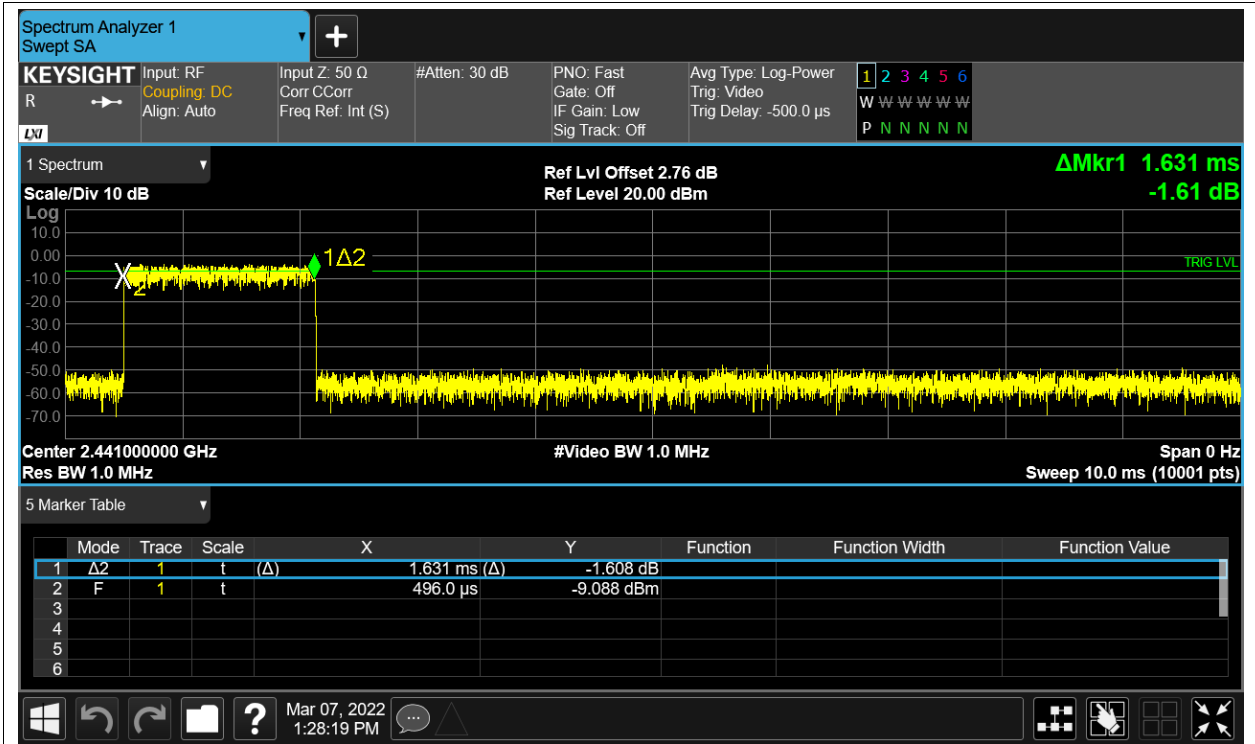 Spectrum Analyzer 1
Swept SA
+
KEYSIGHT
R
LXI
Input: RF
Coupling: DC
Align: Auto
Input Z: 50 Ω
Corr CCorr
Freq Ref: Int (S)
#Atten: 30 dB
PNO: Fast
Gate: Off
IF Gain: Low
Sig Track: Off
Avg Type: Log-Power
Trig: Video
Trig Delay: -500.0 µs
1 2 3 4 5 6
W W W W W W
P N N N N N
1 Spectrum
Scale/Div 10 dB
Ref Lvl Offset 2.76 dB
Ref Level 20.00 dBm
ΔMkr1 1.631 ms
-1.61 dB
Log
10.0
0.00
-10.0
-20.0
-30.0
-40.0
-50.0
-60.0
-70.0
1Δ2
2
TRIG LVL
Center 2.441000000 GHz
#Video BW 1.0 MHz
Span 0 Hz
Res BW 1.0 MHz
Sweep 10.0 ms (10001 pts)
5 Marker Table
Mode Trace Scale X Y Function Function Width Function Value
1 Δ2 1 t (Δ) 1.631 ms (Δ) -1.608 dB
2 F 1 t 496.0 µs -9.088 dBm
3
4
5
6
?
Mar 07, 2022
1:28:19 PM